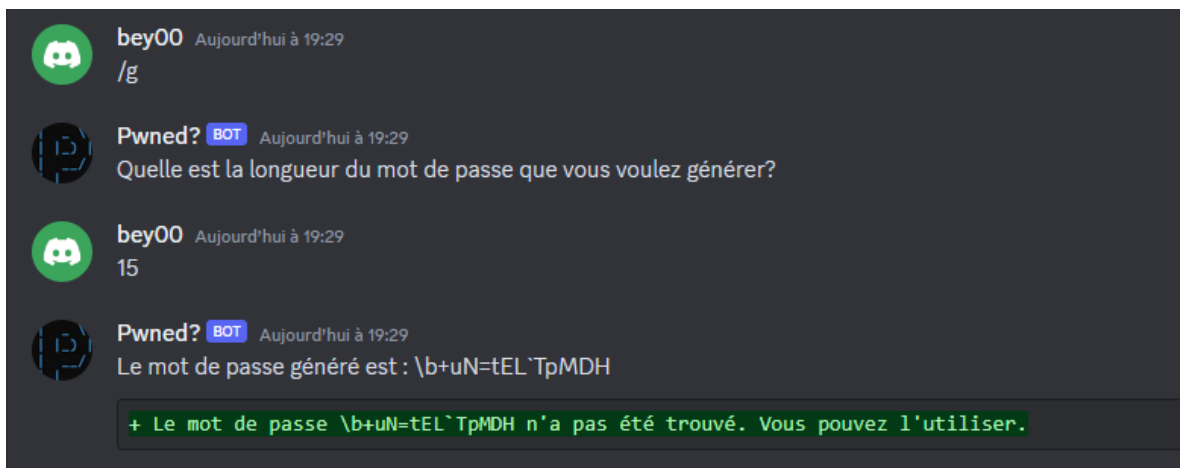 bey00 Aujourd'hui à 19:29
/g
Pwned? BOT Aujourd'hui à 19:29
Quelle est la longueur du mot de passe que vous voulez générer?
bey00 Aujourd'hui à 19:29
15
Pwned? BOT Aujourd'hui à 19:29
Le mot de passe généré est : \b+uN=tEL`TpMDH
+ Le mot de passe \b+uN=tEL`TpMDH n'a pas été trouvé. Vous pouvez l'utiliser.